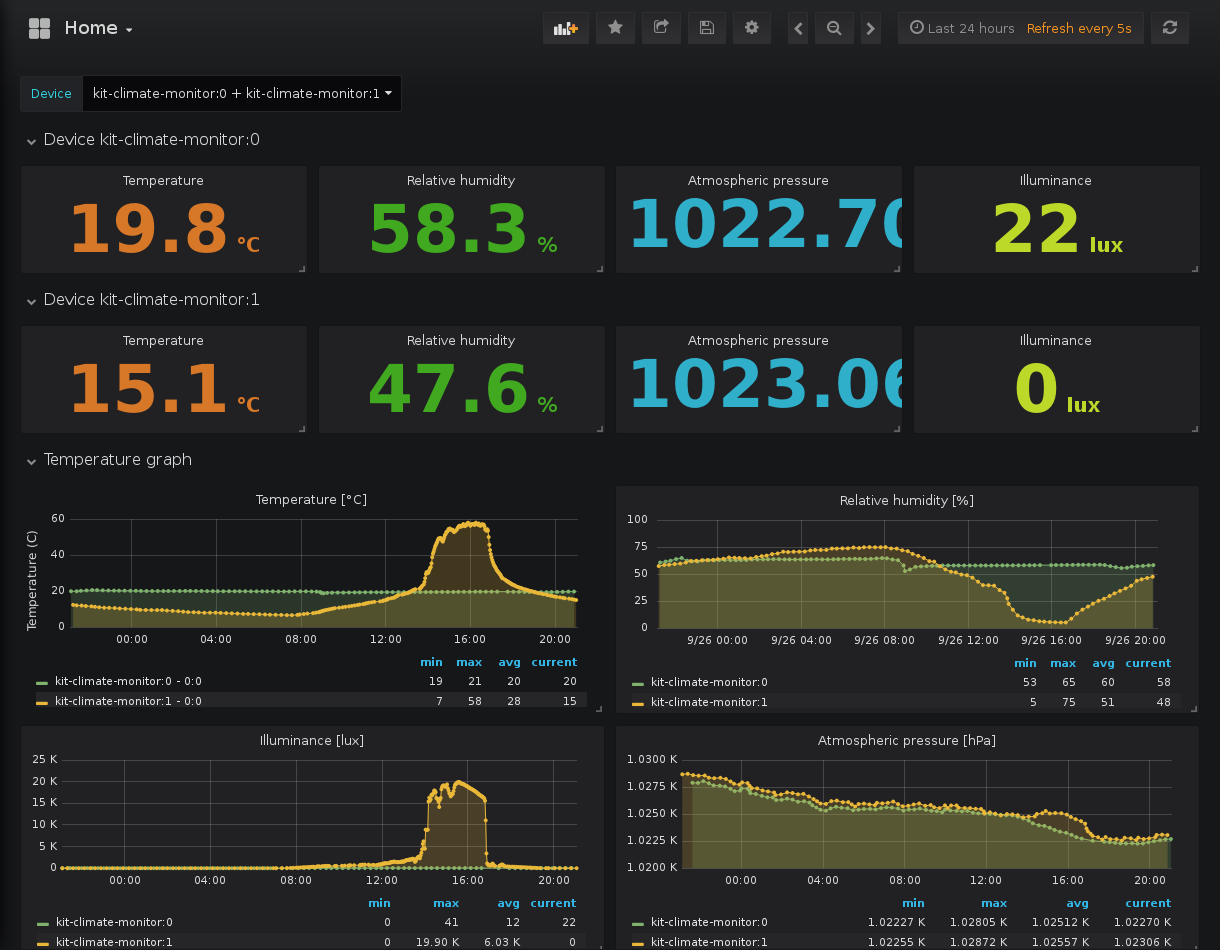 Home
Last 24 hours Refresh every 5s
Device kit-climate-monitor:0 + kit-climate-monitor:1
Device kit-climate-monitor:0
Temperature Relative humidity Atmospheric pressure Illuminance
19.8 °C 58.3 % 1022.70 22 lux
Device kit-climate-monitor:1
Temperature Relative humidity Atmospheric pressure Illuminance
15.1 °C 47.6 % 1023.06 0 lux
Temperature graph
Temperature [°C]
Temperature (C)
60
40
20
0
00:00 04:00 08:00 12:00 16:00 20:00
min max avg current
kit-climate-monitor:0 - 0:0 19 21 20 20
kit-climate-monitor:1 - 0:0 7 58 28 15
Relative humidity [%]
100
75
50
25
0
9/26 00:00 9/26 04:00 9/26 08:00 9/26 12:00 9/26 16:00 9/26 20:00
min max avg current
kit-climate-monitor:0 53 65 60 58
kit-climate-monitor:1 5 75 51 48
Illuminance [lux]
25 K
20 K
15 K
10 K
5 K
0
00:00 04:00 08:00 12:00 16:00 20:00
min max avg current
kit-climate-monitor:0 0 41 12 22
kit-climate-monitor:1 0 19.90 K 6.03 K 0
Atmospheric pressure [hPa]
1.0300 K
1.0275 K
1.0250 K
1.0225 K
1.0200 K
00:00 04:00 08:00 12:00 16:00 20:00
min max avg current
kit-climate-monitor:0 1.02227 K 1.02805 K 1.02512 K 1.02270 K
kit-climate-monitor:1 1.02255 K 1.02872 K 1.02557 K 1.02306 K